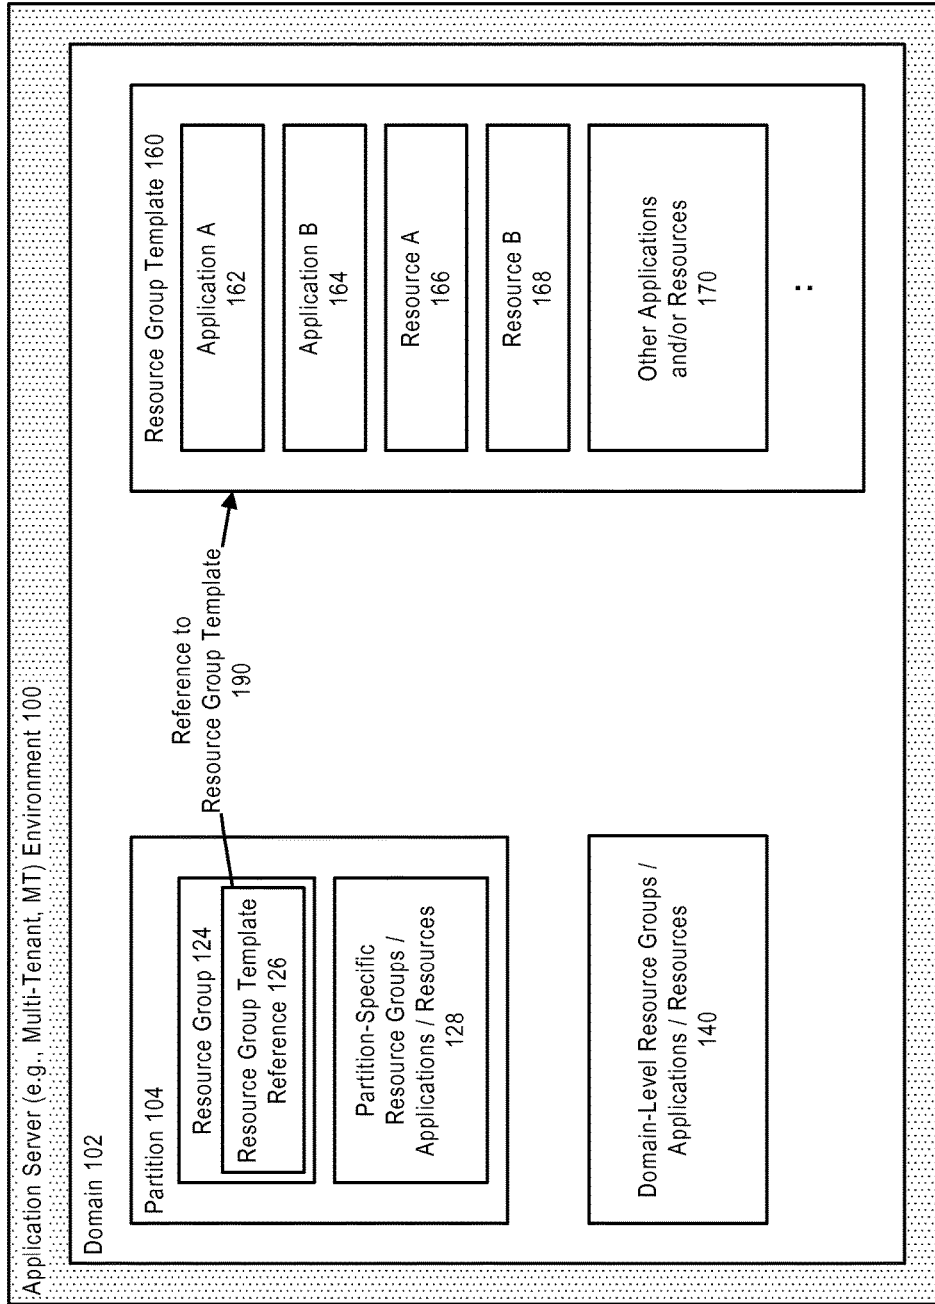 Application Server (e.g., Multi-Tenant, MT) Environment 100
Domain 102
Partition 104
Resource Group 124
Resource Group Template
Reference 126
Partition-Specific
Resource Groups /
Applications / Resources
128
Domain-Level Resource Groups /
Applications / Resources
140
Reference to
Resource Group Template
190
Resource Group Template 160
Application A
162
Application B
164
Resource A
166
Resource B
168
Other Applications
and/or Resources
170